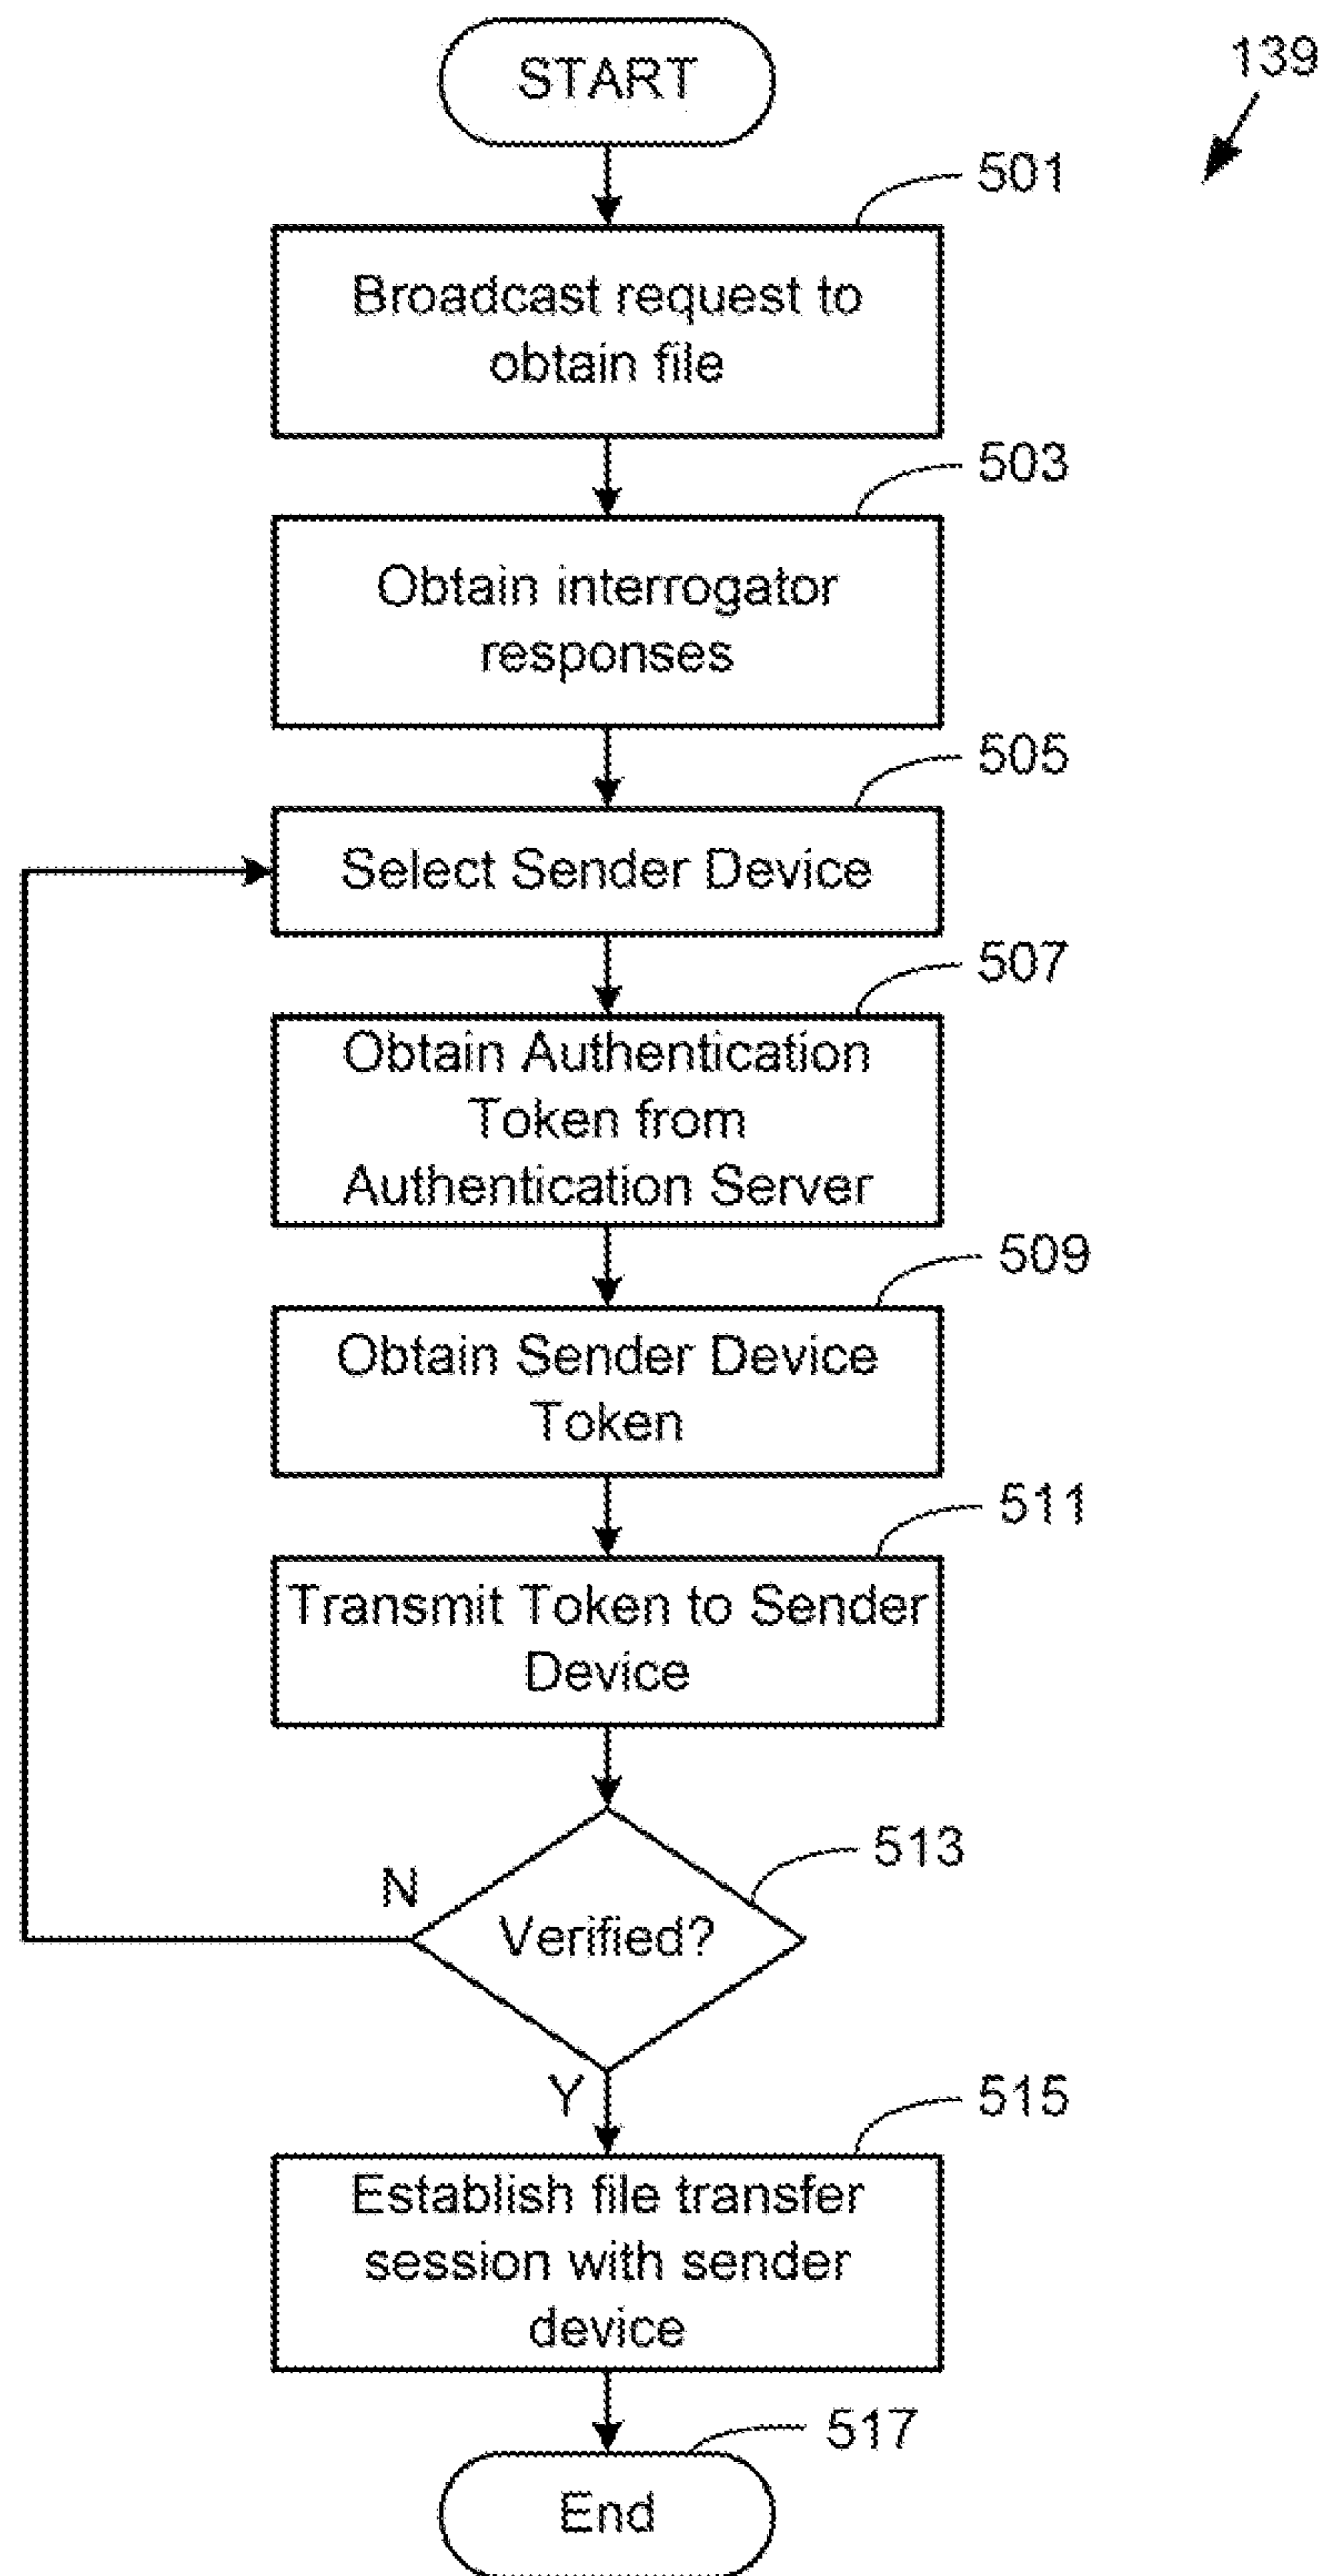 START
139
501
Broadcast request to
obtain file
503
Obtain interrogator
responses
505
Select Sender Device
507
Obtain Authentication
Token from
Authentication Server
509
Obtain Sender Device
Token
511
Transmit Token to Sender
Device
513
N
Verified?
Y
515
Establish file transfer
session with sender
device
517
End